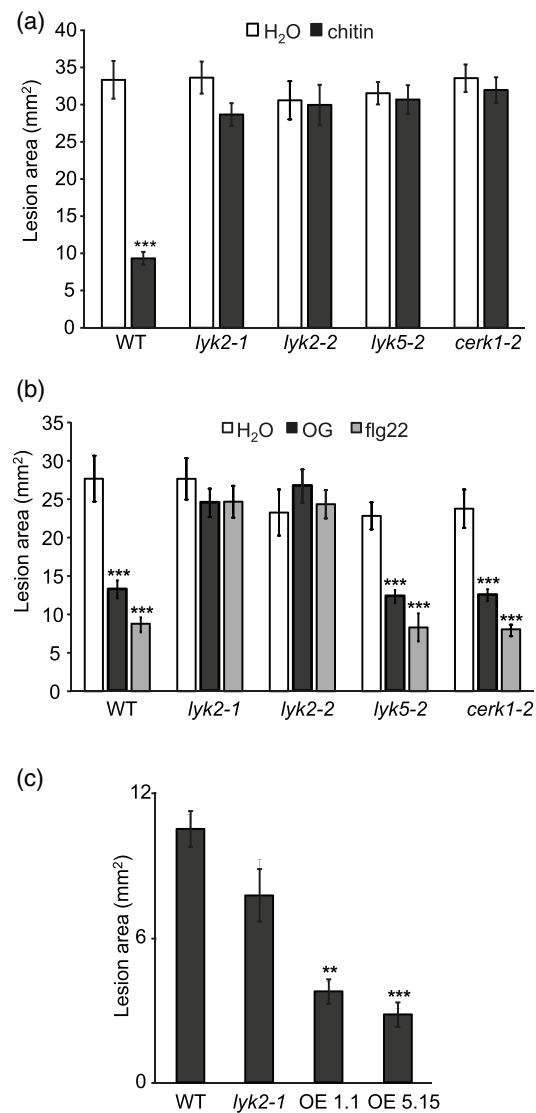 (a)
H₂O chitin
Lesion area (mm²)
40
35
30
25
20
15
10
5
0
***
WT lyk2-1 lyk2-2 lyk5-2 cerk1-2
(b)
H₂O OG flg22
Lesion area (mm²)
35
30
25
20
15
10
5
0
*** *** *** *** *** ***
WT lyk2-1 lyk2-2 lyk5-2 cerk1-2
(c)
Lesion area (mm²)
12
6
0
** ***
WT lyk2-1 OE 1.1 OE 5.15